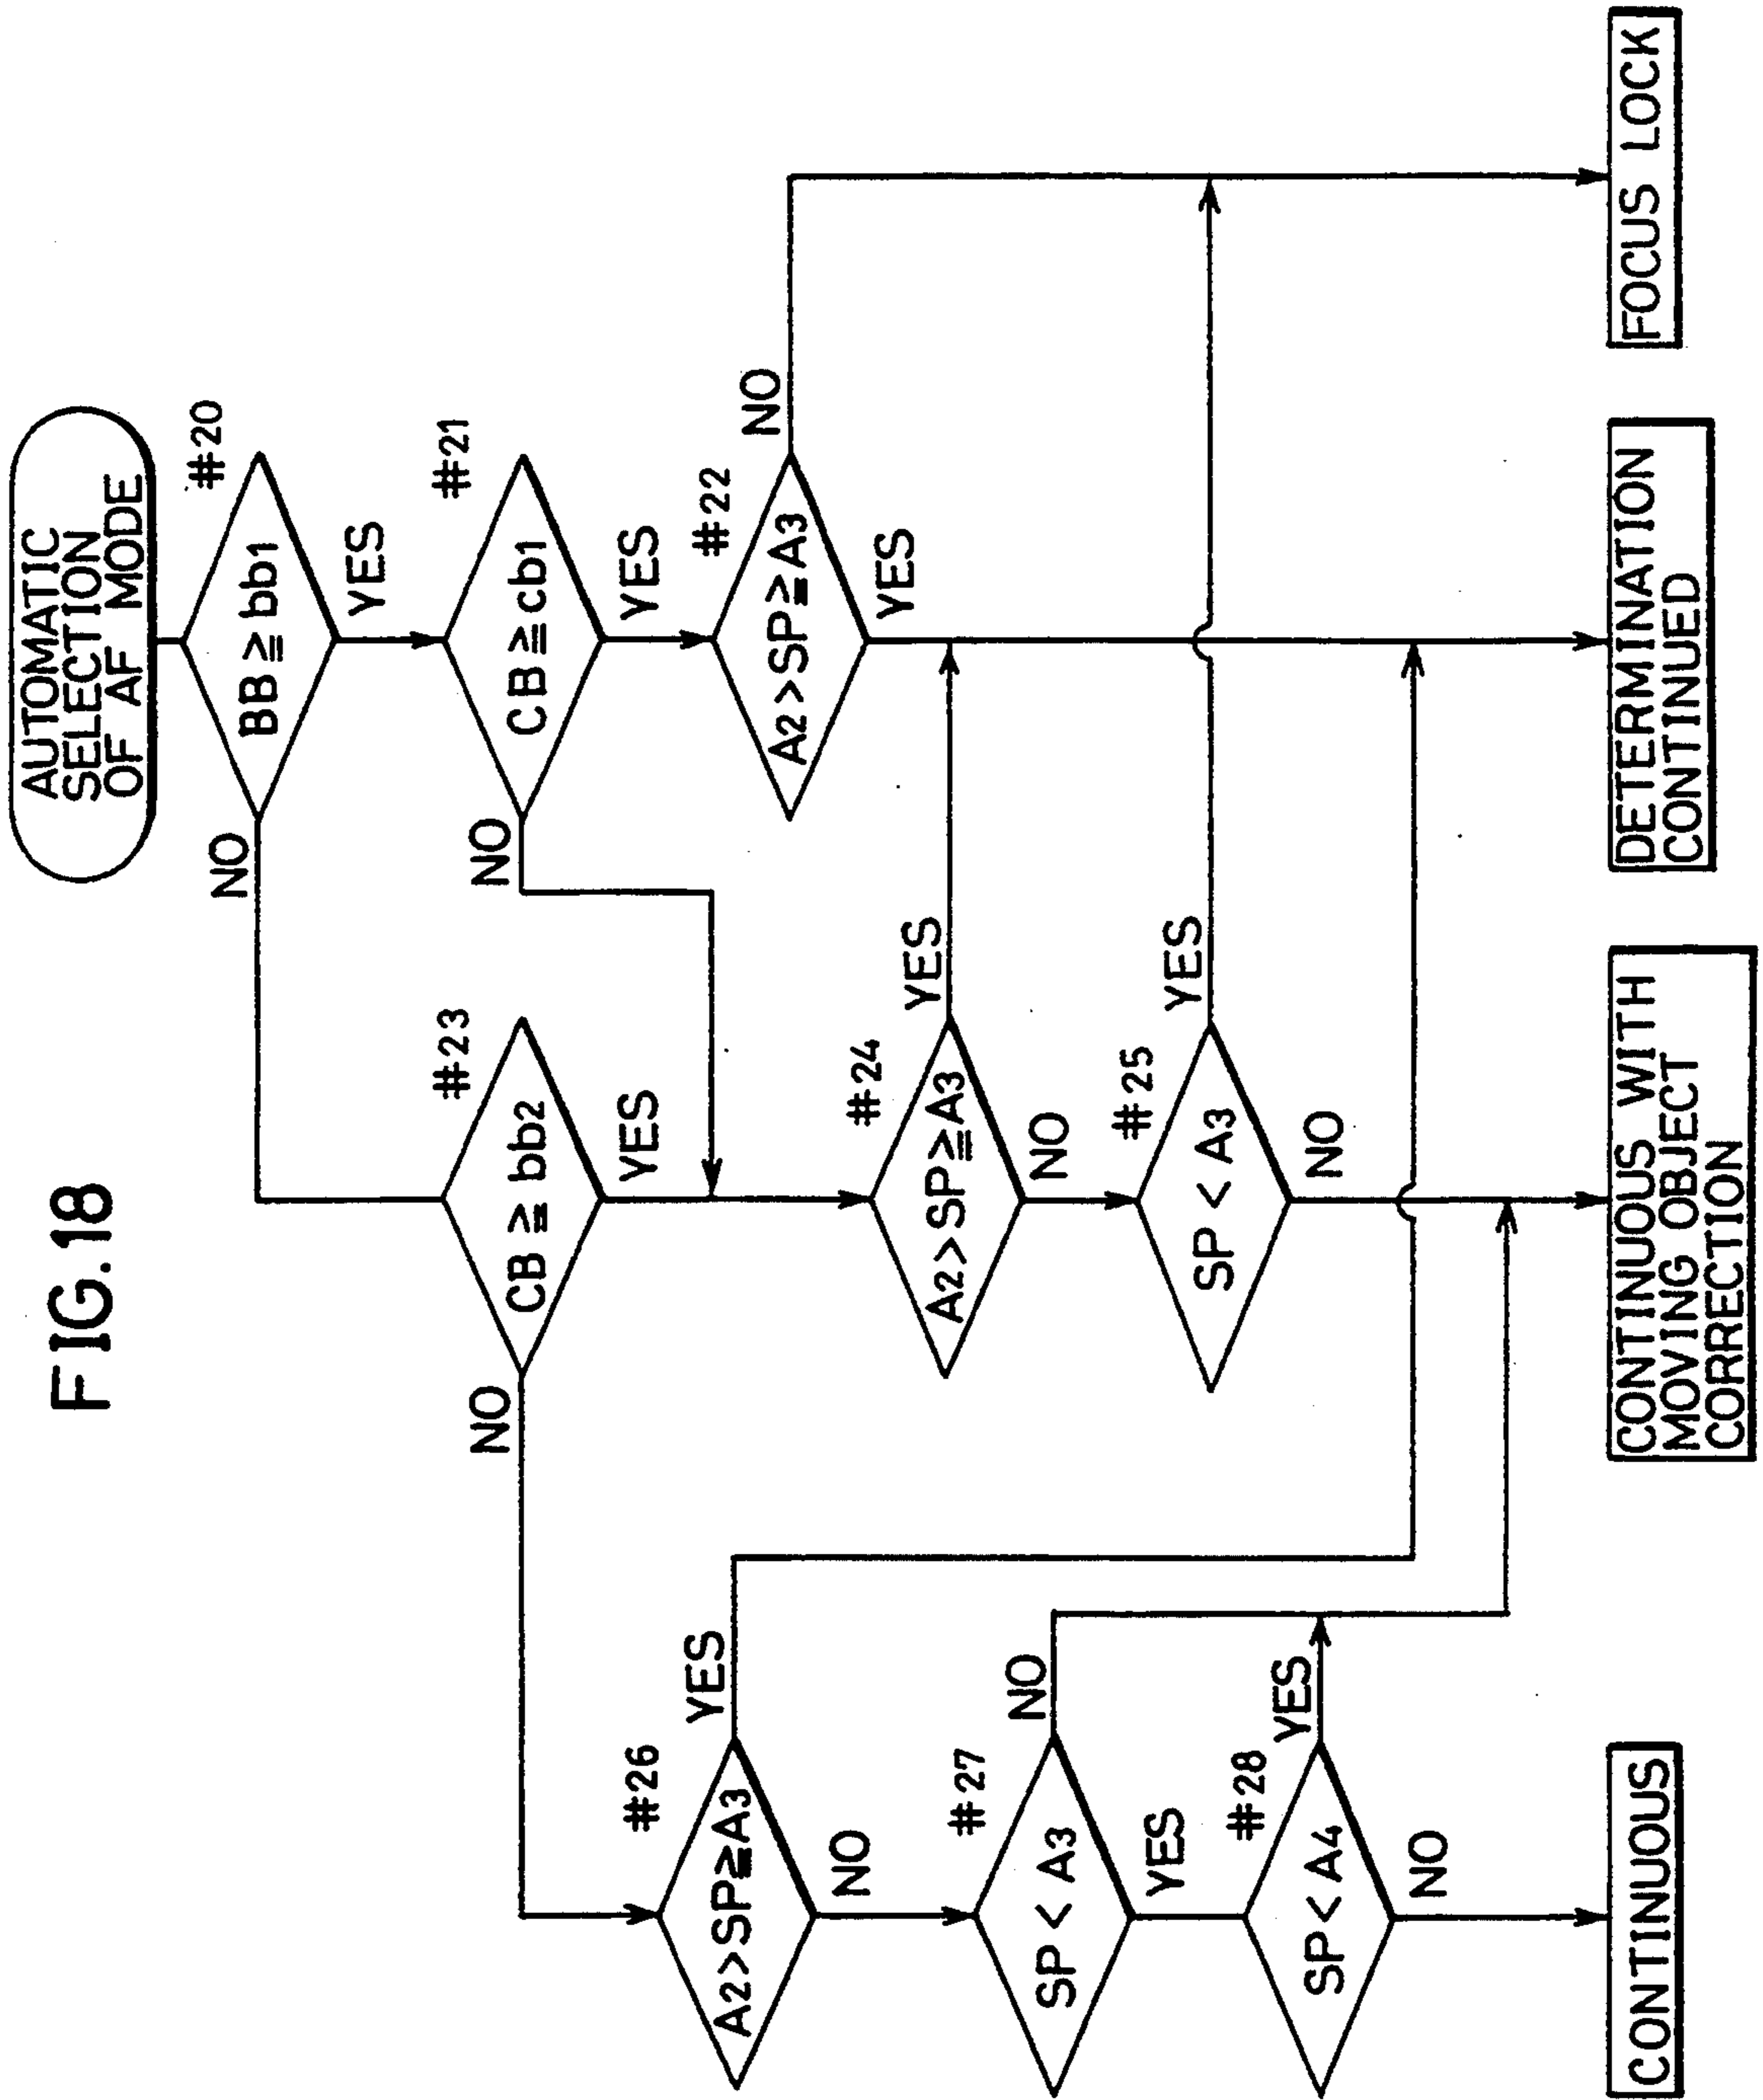 FIG.18
AUTOMATIC
SELECTION
OF AF MODE
#20
BB ≧ bb1
NO
YES
#21
CB ≧ cb1
NO
YES
#22
A2>SP≧A3
NO
YES
#23
CB ≧ bb2
NO
YES
#24
A2>SP≧A3
YES
NO
#25
SP < A3
YES
NO
#26
A2>SP≧A3
YES
NO
#27
SP < A3
NO
YES
#28
SP < A4
YES
NO
CONTINUOUS
CONTINUOUS WITH
MOVING OBJECT
CORRECTION
DETERMINATION
CONTINUED
FOCUS LOCK